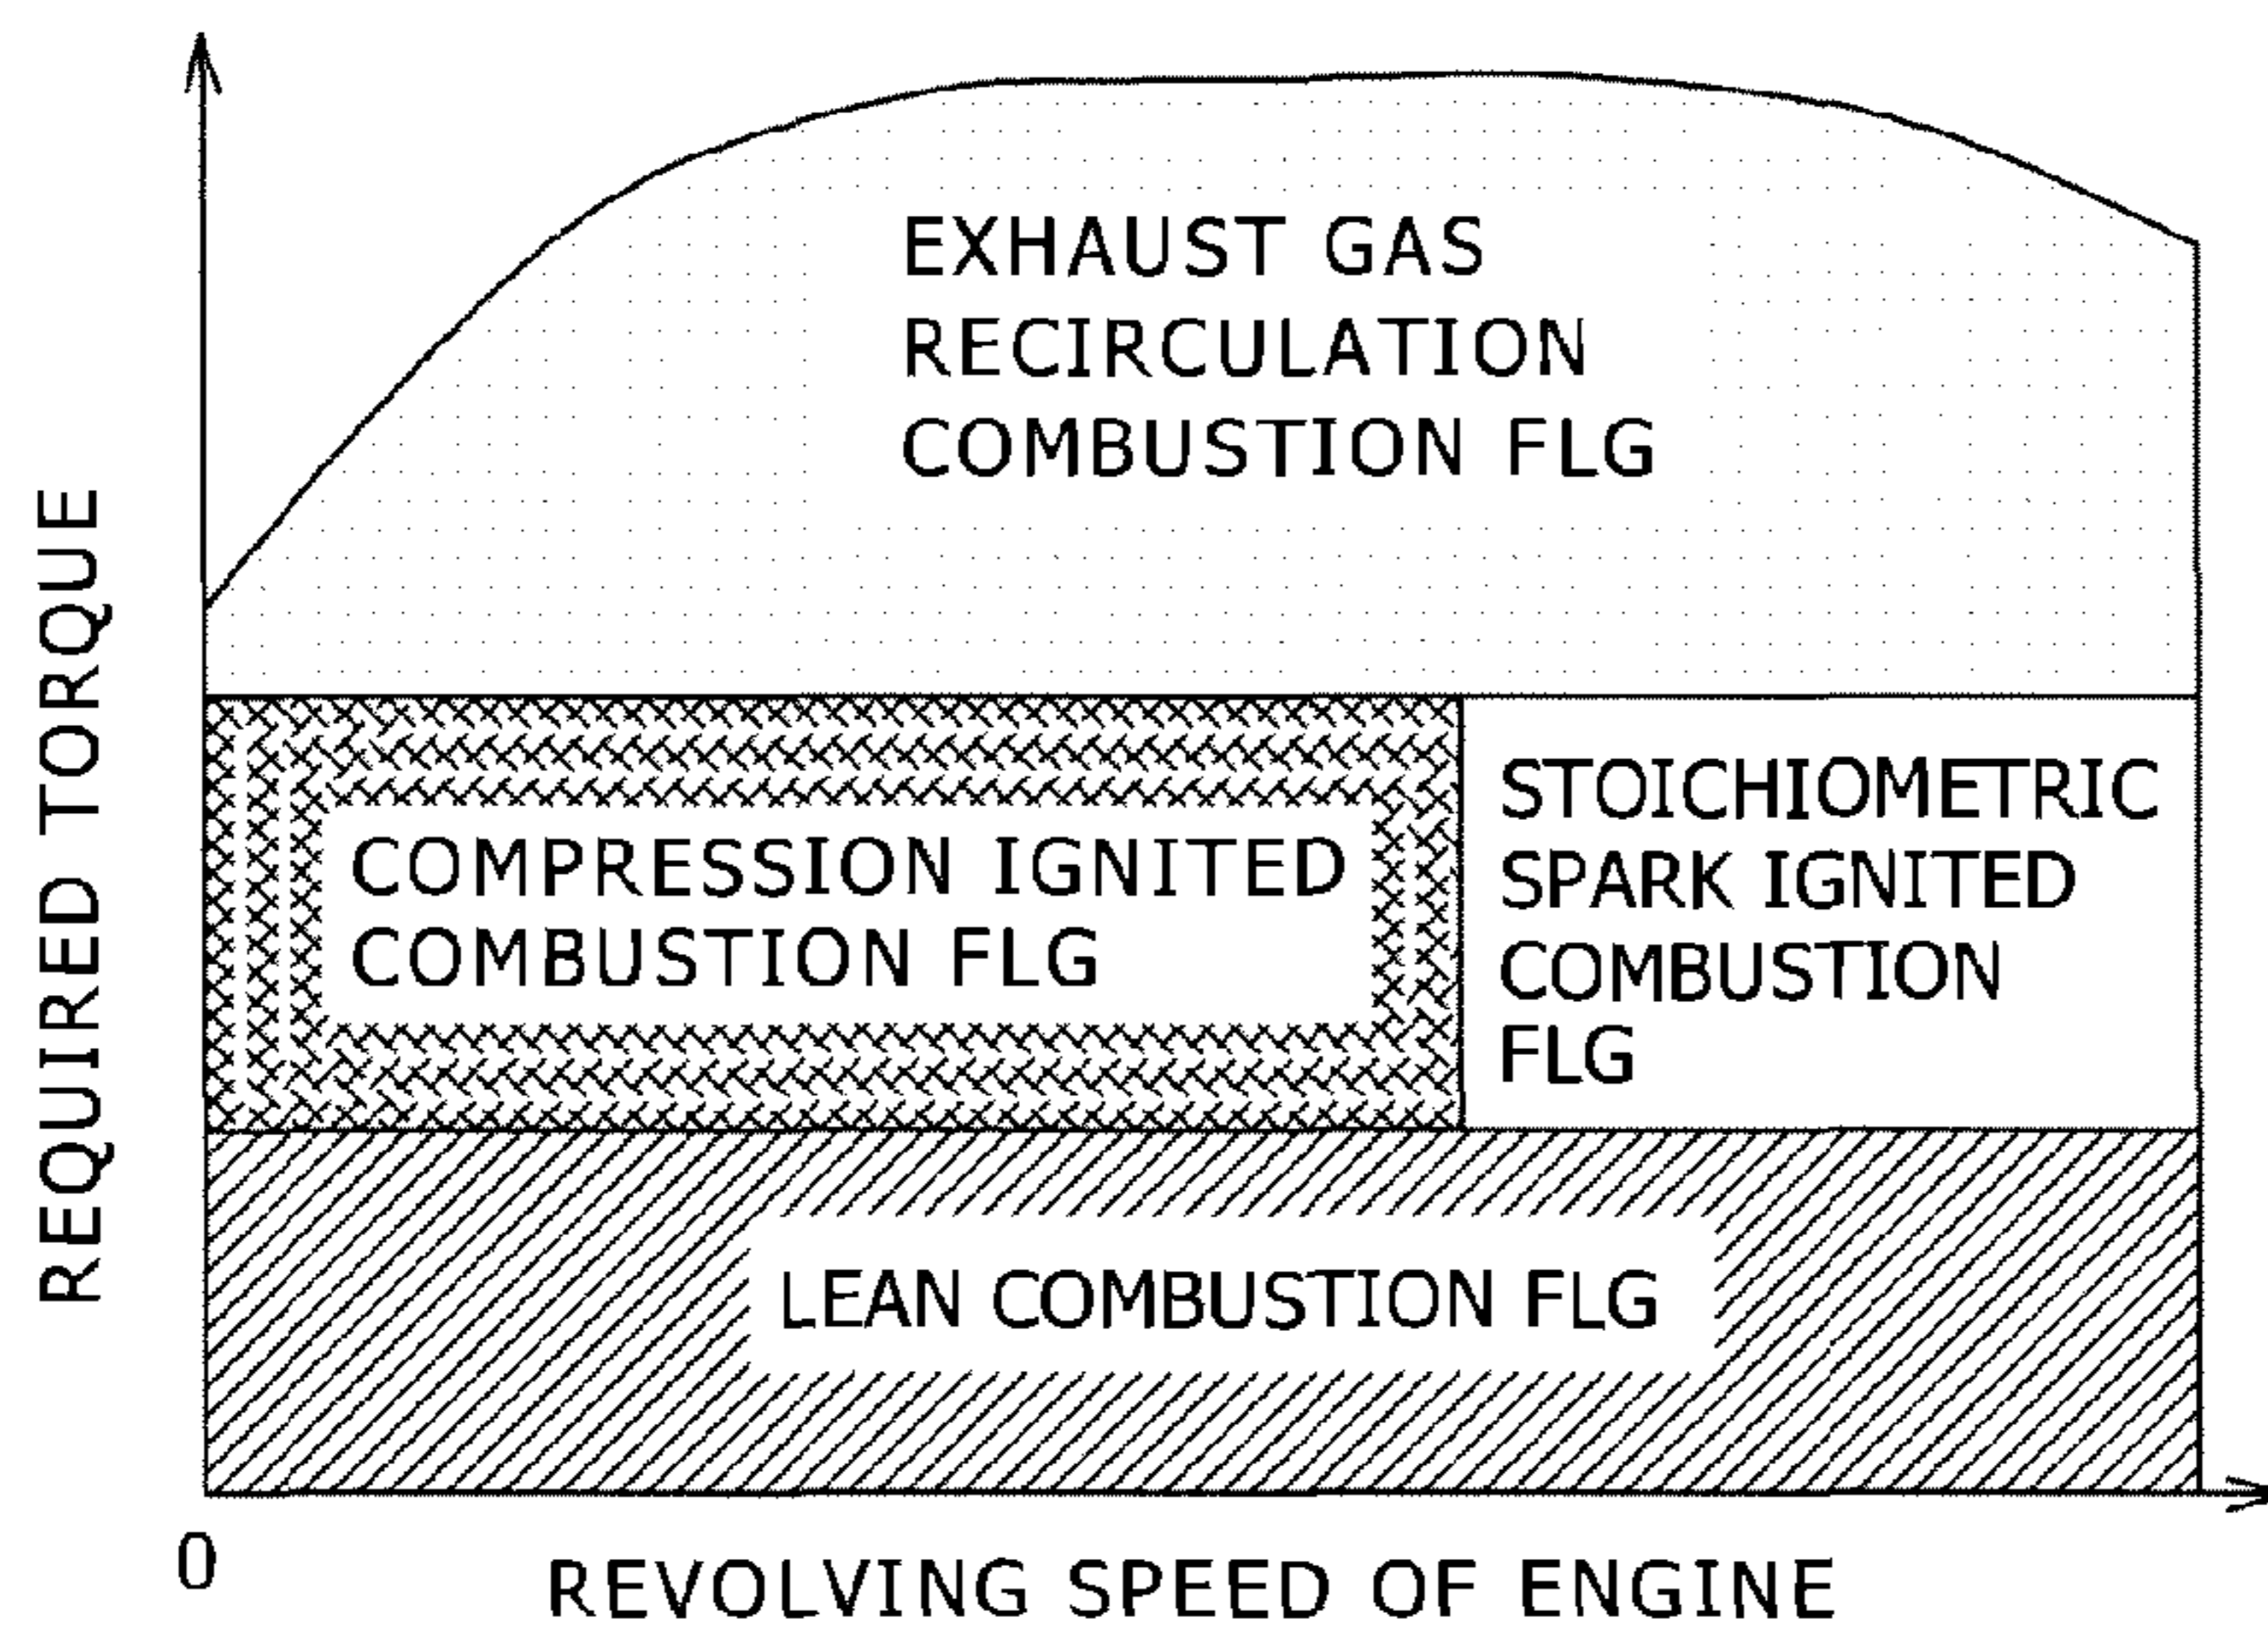 REQUIRED TORQUE
EXHAUST GAS
RECIRCULATION
COMBUSTION FLG
COMPRESSION IGNITED
COMBUSTION FLG
STOICHIOMETRIC
SPARK IGNITED
COMBUSTION
FLG
LEAN COMBUSTION FLG
0
REVOLVING SPEED OF ENGINE